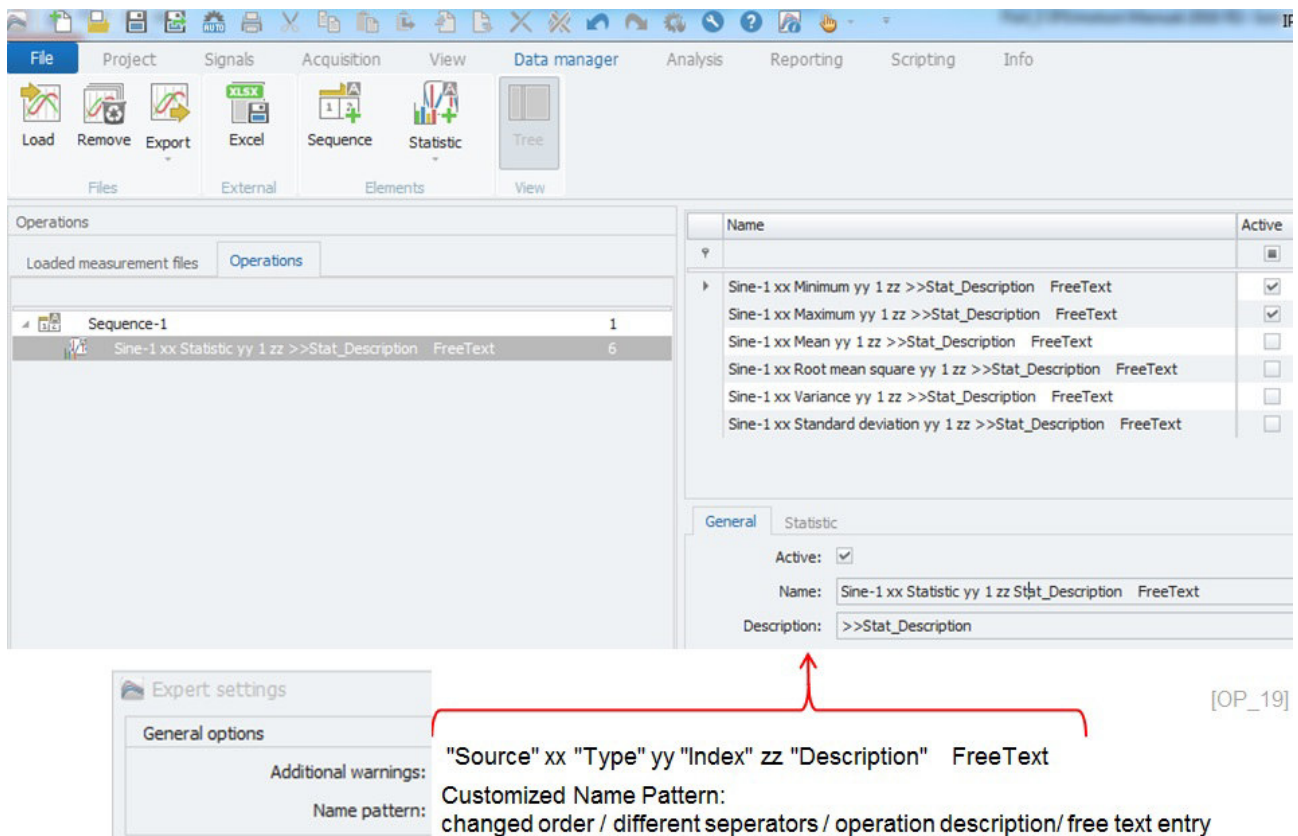 IP
File Project Signals Acquisition View Data manager Analysis Reporting Scripting Info
AUTO
XLSX
Load Remove Export Excel Sequence Statistic Tree
Files External Elements View
Operations
Loaded measurement files Operations
Sequence-1 1
Sine-1 xx Statistic yy 1 zz >>Stat_Description FreeText 6
Name Active
Sine-1 xx Minimum yy 1 zz >>Stat_Description FreeText
Sine-1 xx Maximum yy 1 zz >>Stat_Description FreeText
Sine-1 xx Mean yy 1 zz >>Stat_Description FreeText
Sine-1 xx Root mean square yy 1 zz >>Stat_Description FreeText
Sine-1 xx Variance yy 1 zz >>Stat_Description FreeText
Sine-1 xx Standard deviation yy 1 zz >>Stat_Description FreeText
General Statistic
Active:
Name: Sine-1 xx Statistic yy 1 zz Stat_Description FreeText
Description: >>Stat_Description
[OP_19]
Expert settings
General options
Additional warnings:
Name pattern:
"Source" xx "Type" yy "Index" zz "Description" FreeText
Customized Name Pattern:
changed order / different seperators / operation description/ free text entry